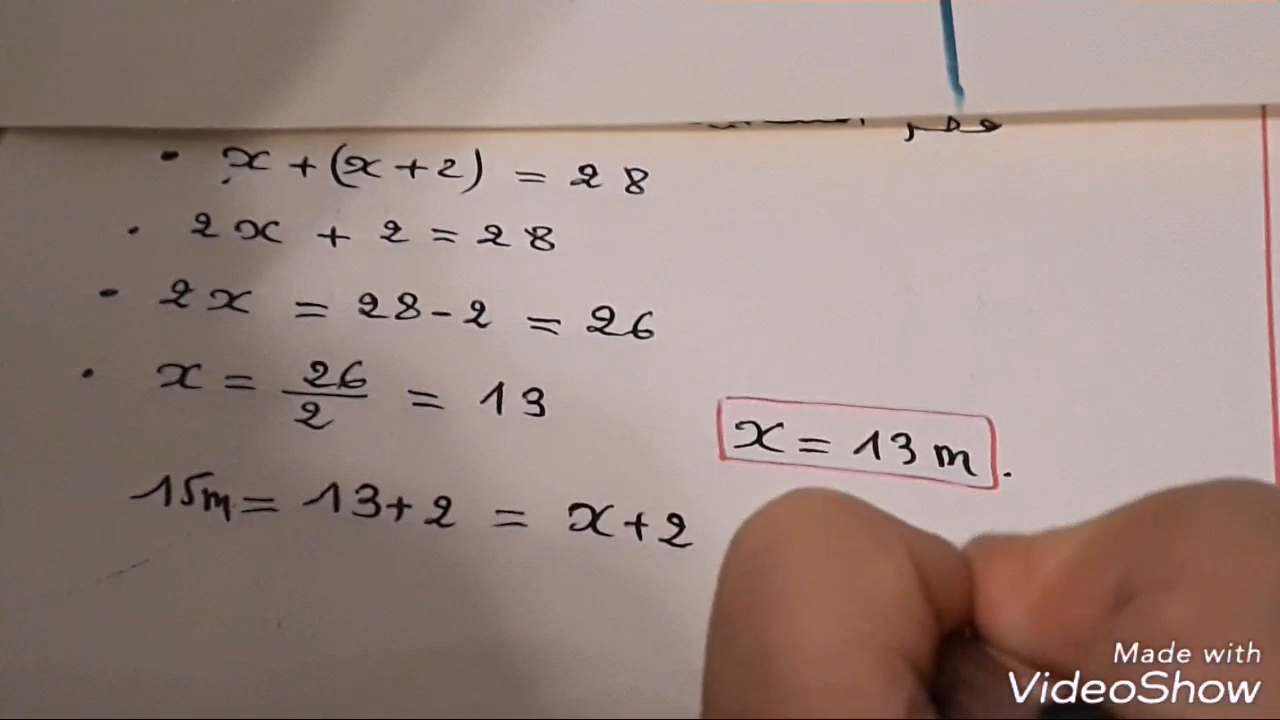 • x + (x + 2) = 28
• 2x + 2 = 28
• 2x = 28 - 2 = 26
• x = 26/2 = 13
x = 13 m.
15m = 13 + 2 = x + 2
Made with
VideoShow